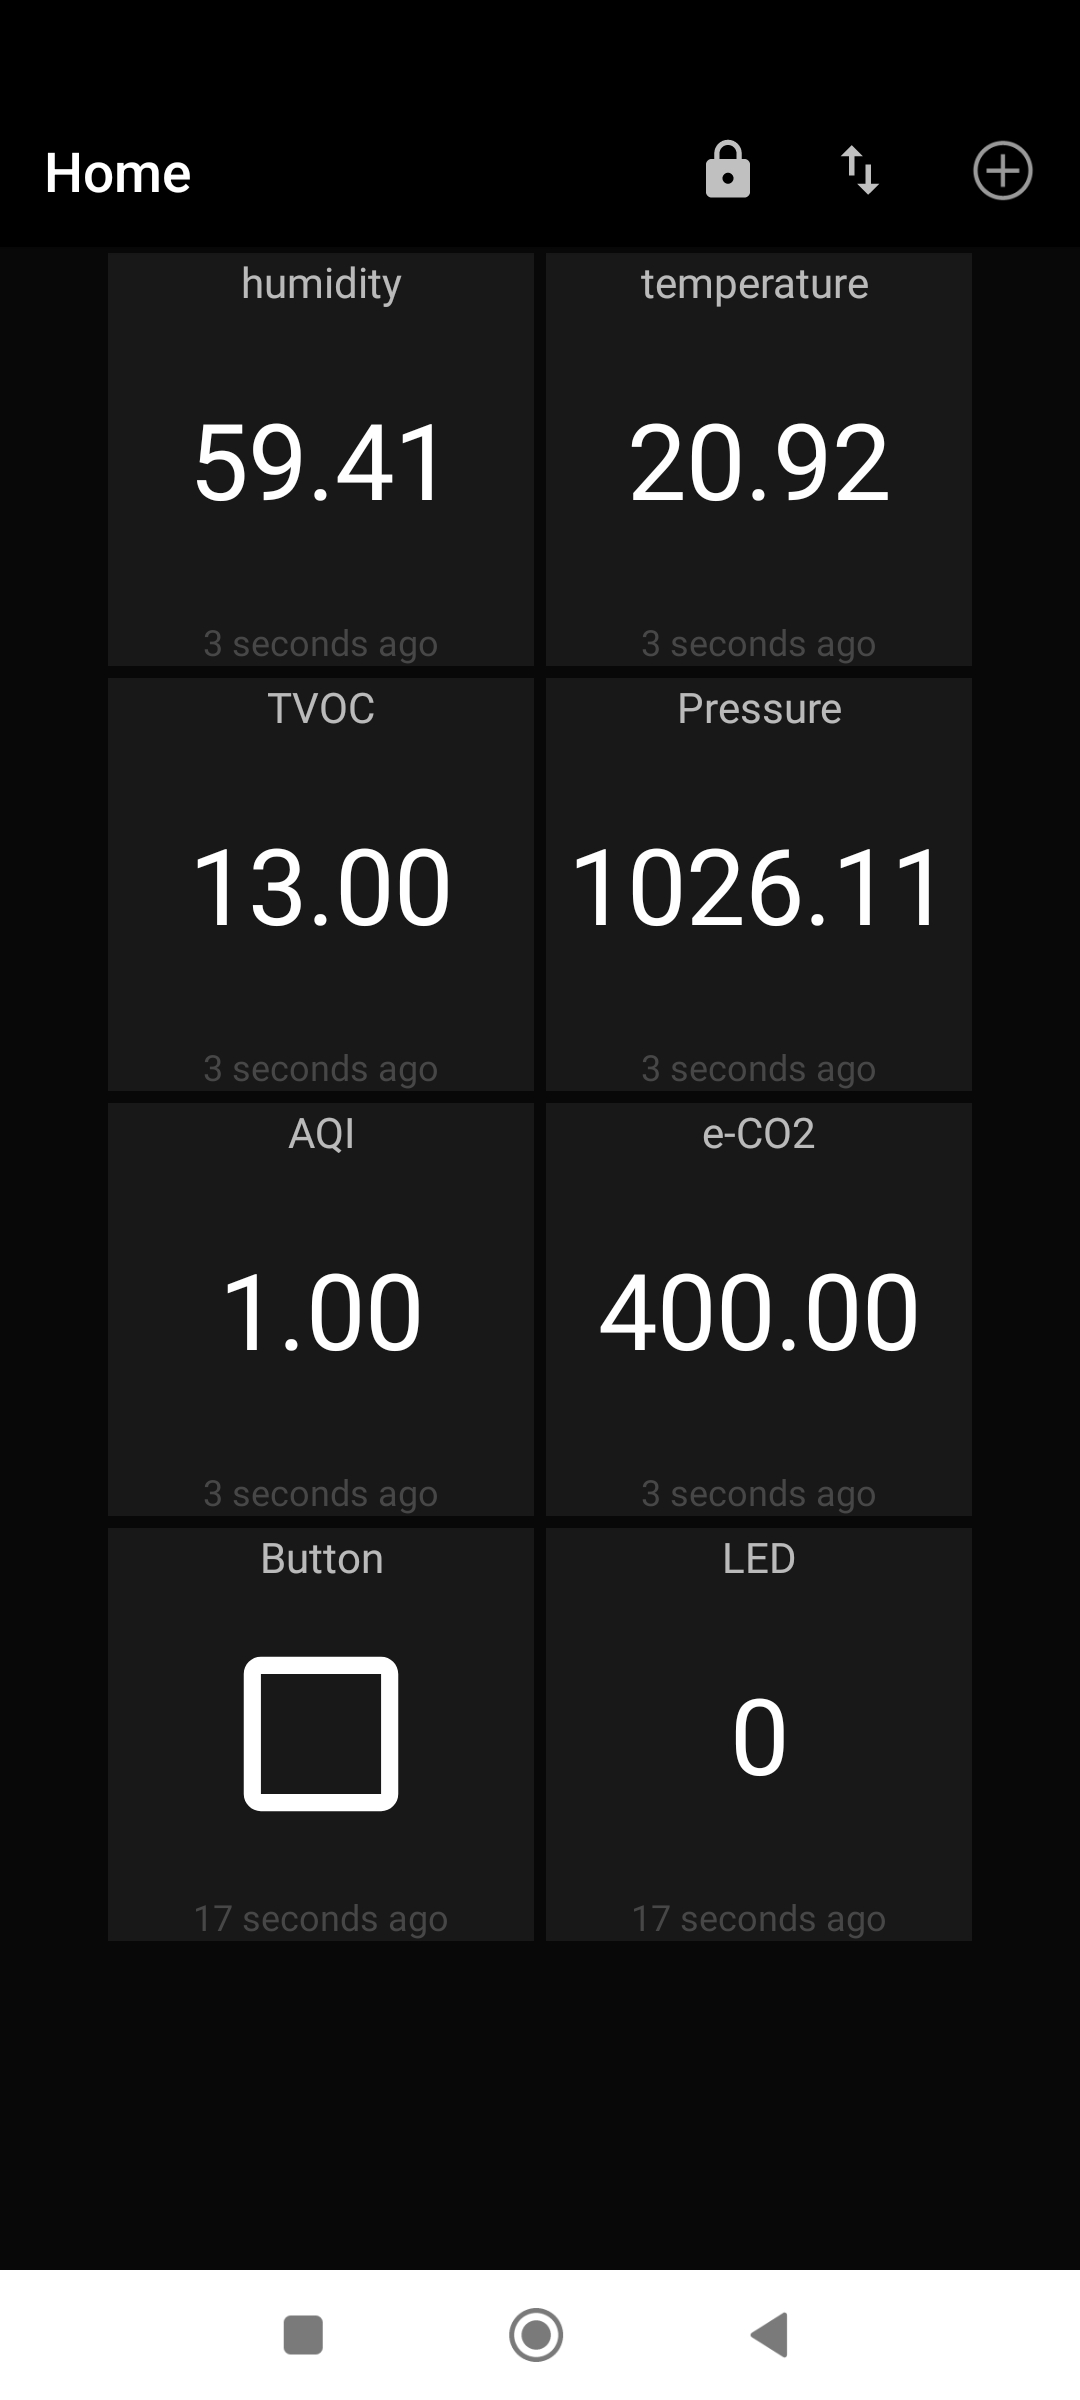 Home
humidity
temperature
59.41
20.92
3 seconds ago
3 seconds ago
TVOC
Pressure
13.00
1026.11
3 seconds ago
3 seconds ago
AQI
e-CO2
1.00
400.00
3 seconds ago
3 seconds ago
Button
LED
0
17 seconds ago
17 seconds ago